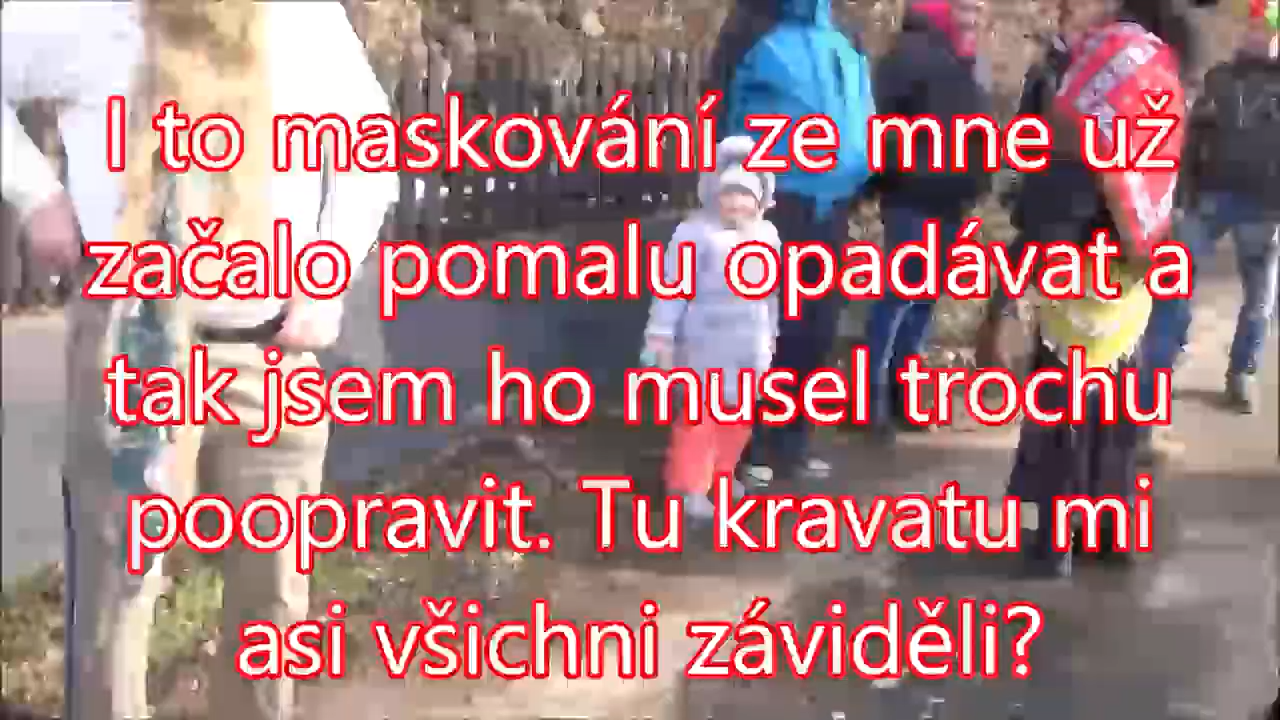 I to maskování ze mne už
začalo pomalu opadávat a
tak jsem ho musel trochu
poopravit. Tu kravatu mi
asi všichni záviděli?